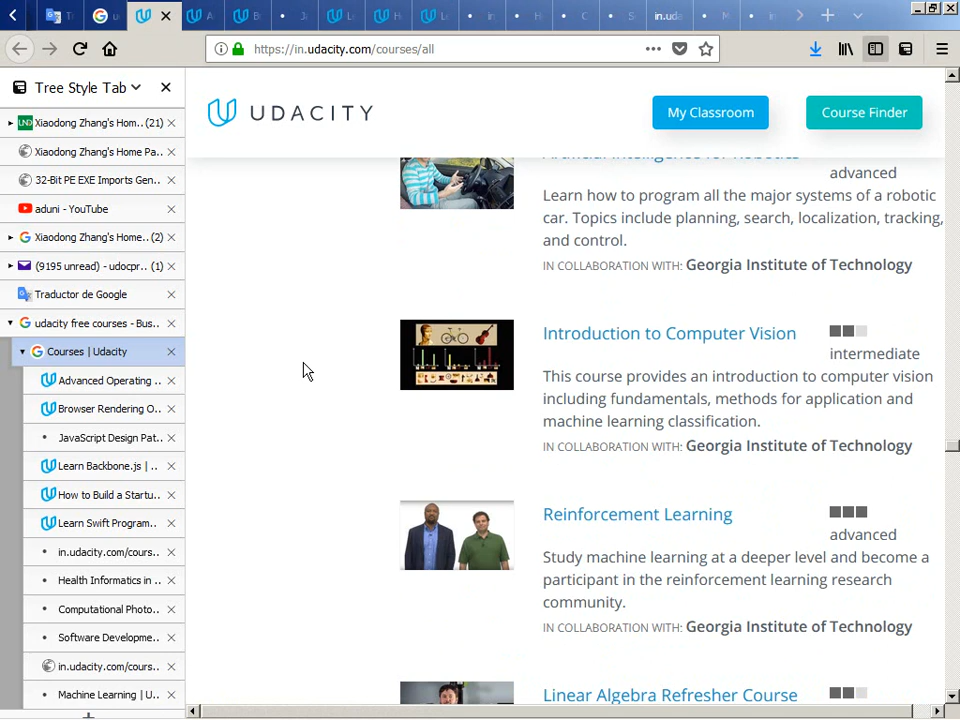 in.ud
https://in.udacity.com/courses/all
Tree Style Tab
Xiaodong Zhang's Hom.. (21)
Xiaodong Zhang's Home Pa..
32-Bit PE EXE Imports Gen..
aduni - YouTube
Xiaodong Zhang's Home.. (2)
(9195 unread) - udocpr.. (1)
Traductor de Google
udacity free courses - Bus..
Courses | Udacity
Advanced Operating ..
Browser Rendering O..
JavaScript Design Pat..
Learn Backbone.js | ..
How to Build a Startu..
Learn Swift Program..
in.udacity.com/cours..
Health Informatics in ..
Computational Photo..
Software Developme..
in.udacity.com/cours..
Machine Learning | U..
UDACITY
My Classroom
Course Finder
Artificial Intelligence for Robotics
advanced
Learn how to program all the major systems of a robotic
car. Topics include planning, search, localization, tracking,
and control.
IN COLLABORATION WITH: Georgia Institute of Technology
Introduction to Computer Vision
intermediate
This course provides an introduction to computer vision
including fundamentals, methods for application and
machine learning classification.
IN COLLABORATION WITH: Georgia Institute of Technology
Reinforcement Learning
advanced
Study machine learning at a deeper level and become a
participant in the reinforcement learning research
community.
IN COLLABORATION WITH: Georgia Institute of Technology
Linear Algebra Refresher Course